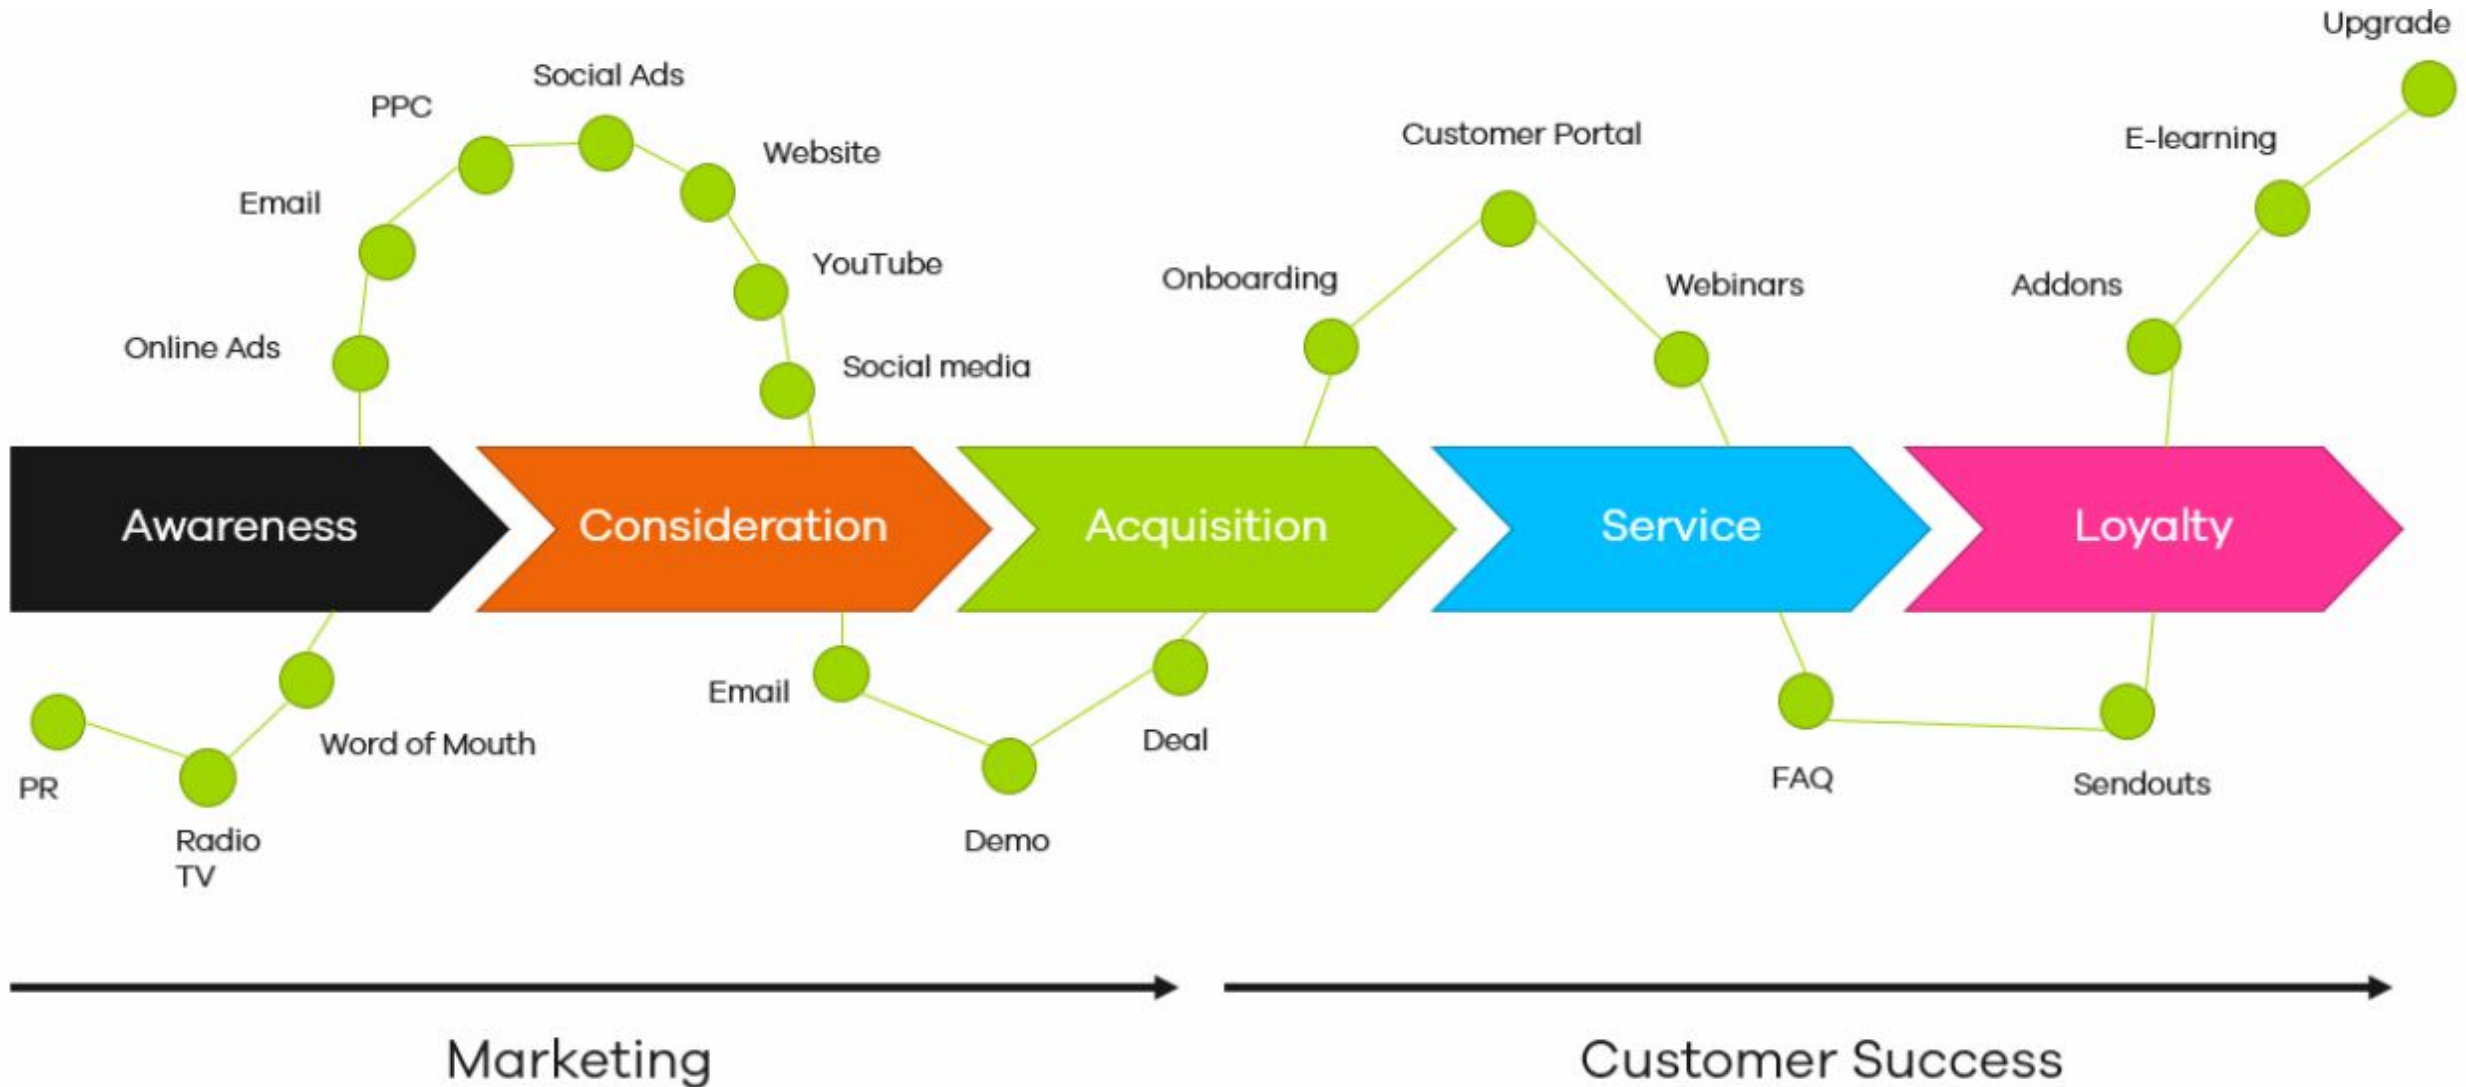 Upgrade
Social Ads
PPC
Customer Portal
E-learning
Website
Email
YouTube
Onboarding
Webinars
Addons
Online Ads
Social media
Awareness
Consideration
Acquisition
Service
Loyalty
Email
Deal
Word of Mouth
FAQ
Sendouts
PR
Radio
TV
Demo
Marketing
Customer Success